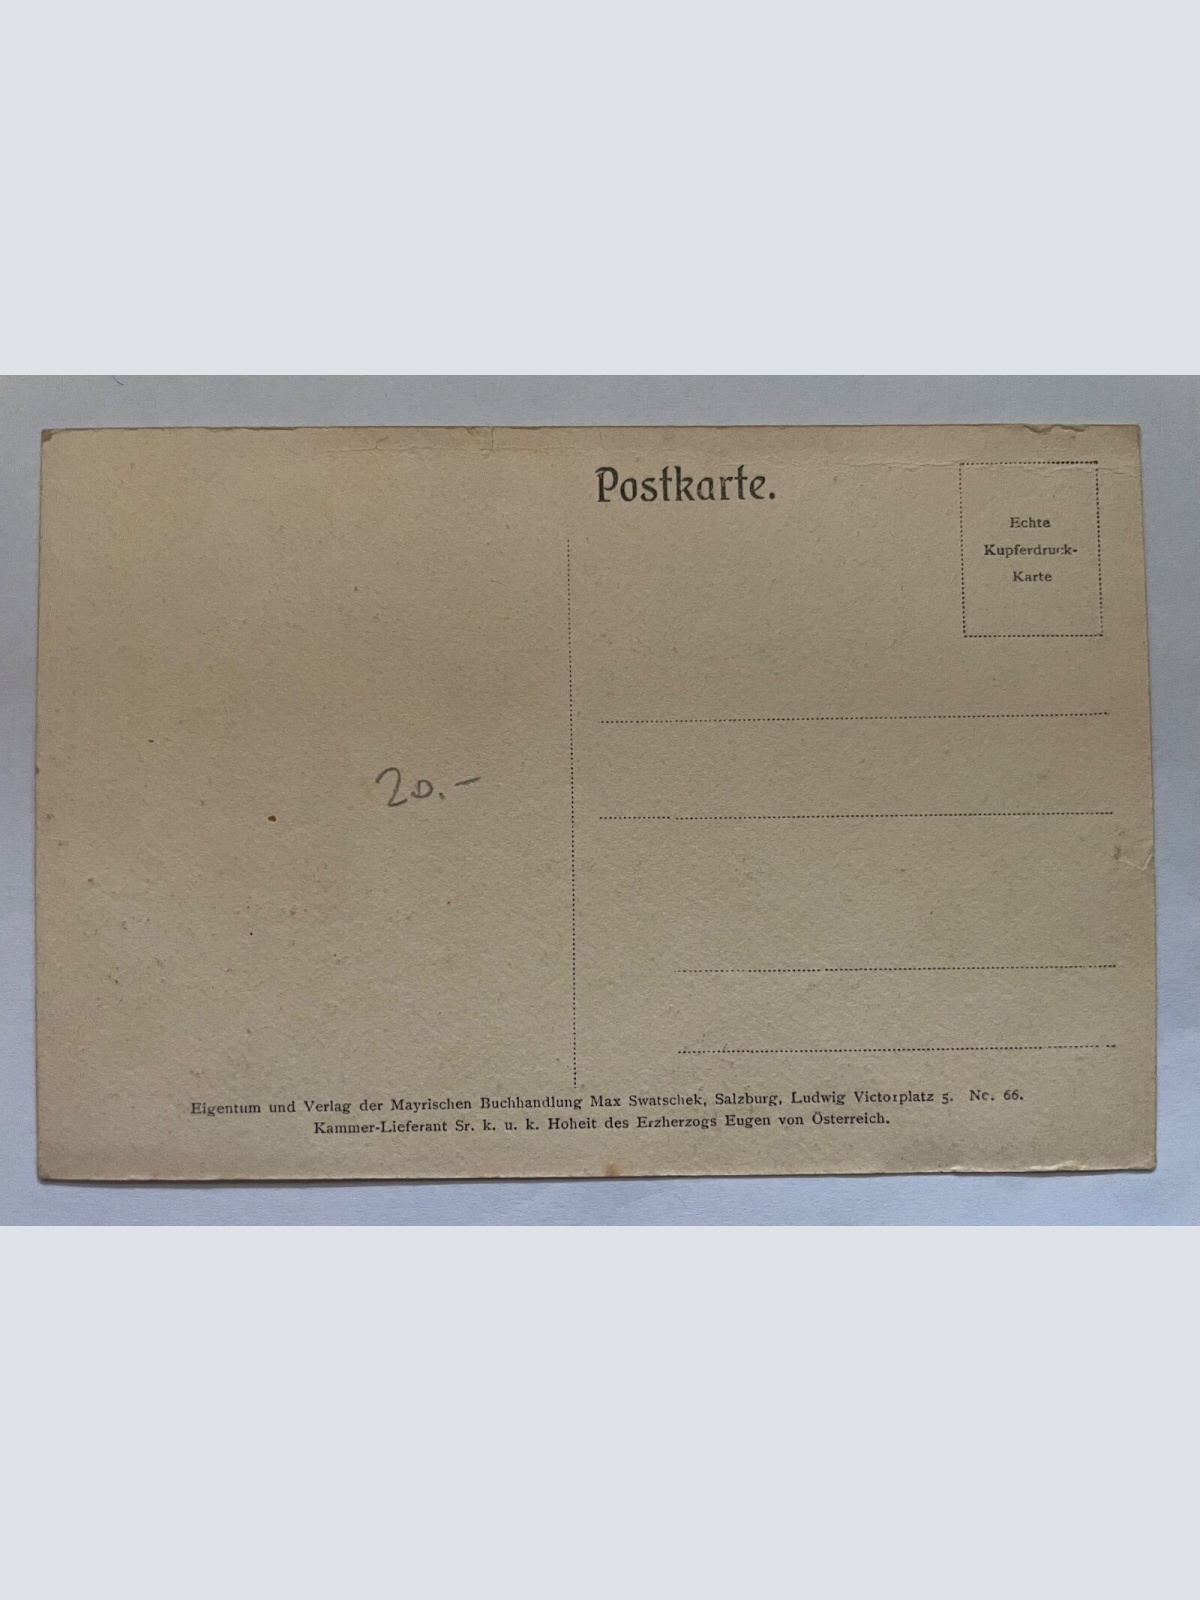 Postkarte.
Echte
Kupferdruck-
Karte
20.-
Eigentum und Verlag der Mayrischen Buchhandlung Max Swatschek, Salzburg, Ludwig Victorplatz 5. No. 66.
Kammer-Lieferant Sr. k. u. k. Hoheit des Erzherzogs Eugen von Österreich.